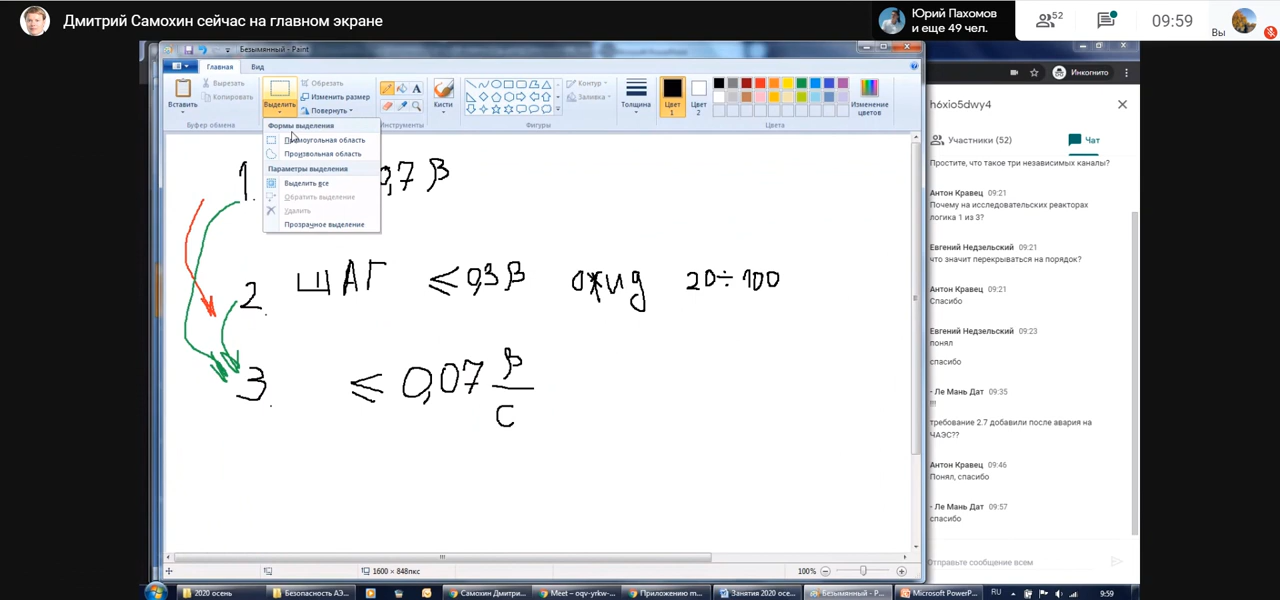 Дмитрий Самохин сейчас на главном экране
Юрий Пахомов
и еще 49 чел.
52
09:59
Вы
Безымянный - Paint
Инкогнито
Главная
Вид
Вставить
Вырезать
Копировать
Буфер обмена
Выделить
Обрезать
Изменить размер
Повернуть
Инструменты
Кисти
Контур
Заливка
Фигуры
Толщина
Цвет 1
Цвет 2
Изменение цветов
Цвета
Формы выделения
Прямоугольная область
Произвольная область
Параметры выделения
Выделить все
Обратить выделение
Удалить
Прозрачное выделение
1. 0,7 β
2. ШАГ ≤ 0,3 β ожид 20÷100
3. ≤ 0,07 β/с
h6xio5dwy4
Участники (52)
Чат
Простите, что такое три независимых каналы?
Антон Кравец 09:21
Почему на исследовательских реакторах
логика 1 из 3?
Евгений Недзельский 09:21
что значит перекрываться на порядок?
Антон Кравец 09:21
Спасибо
Евгений Недзельский 09:23
понял
спасибо
- Ле Мань Дат 09:35
!!!
требование 2.7 добавили после авария на
ЧАЭС??
Антон Кравец 09:46
Понял, спасибо
- Ле Мань Дат 09:57
спасибо
Отправьте сообщение всем
1600 × 848пкс
100%
2020 осень
Безопасность АЭ...
Самохин Дмитри...
Meet – oqv-yrkw-...
Приложению m...
Занятия 2020 осе...
Безымянный - P...
Microsoft PowerP...
RU
9:59